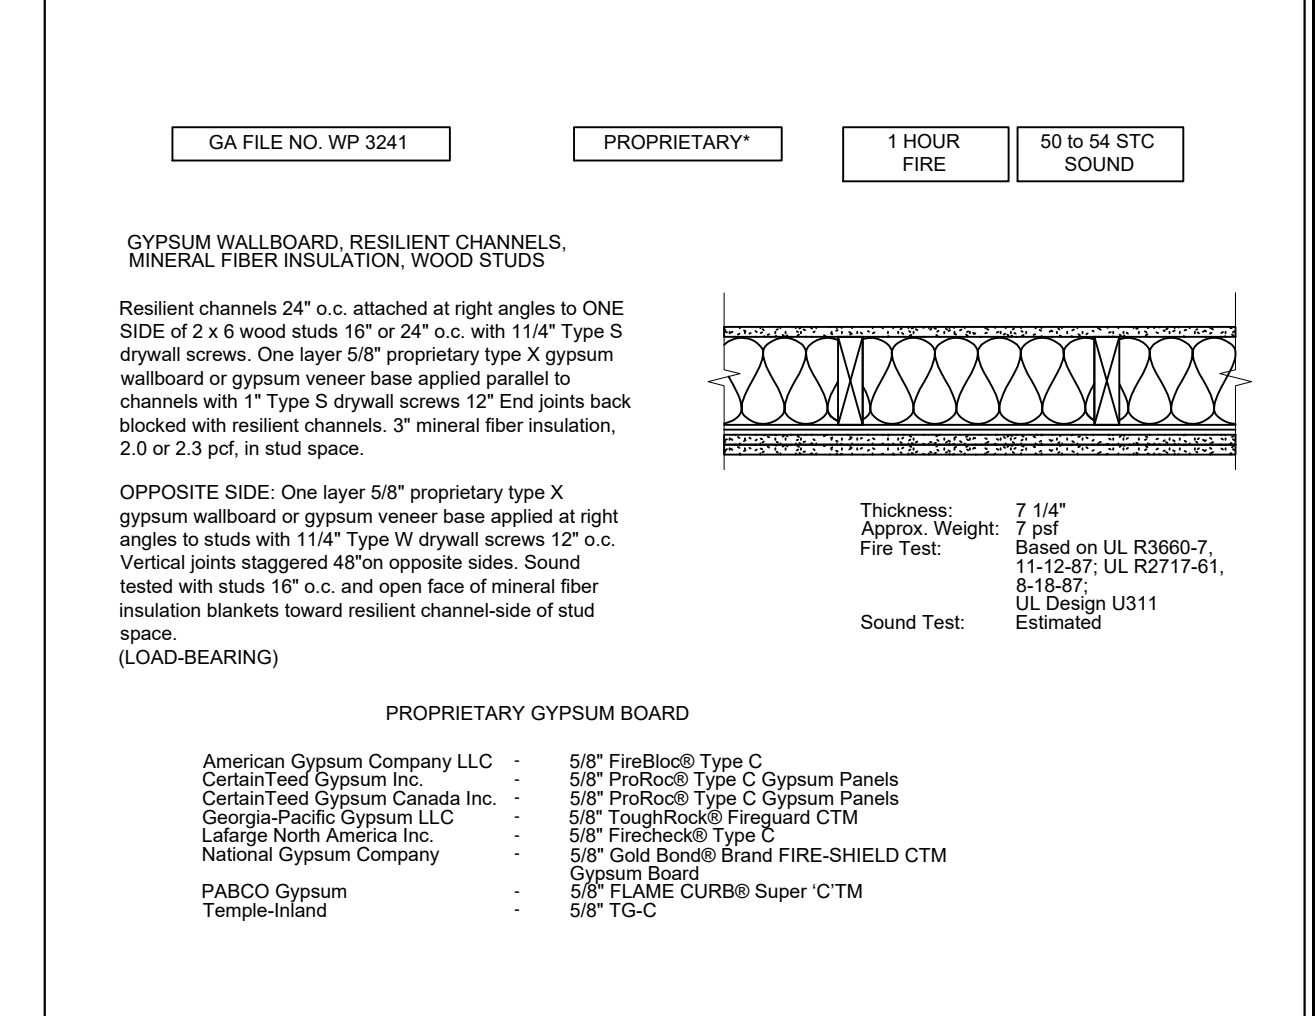 GA FILE NO. WP 3241
PROPRIETARY*
1 HOUR
FIRE
50 to 54 STC
SOUND
GYPSUM WALLBOARD, RESILIENT CHANNELS,
MINERAL FIBER INSULATION, WOOD STUDS
Resilient channels 24" o.c. attached at right angles to ONE
SIDE of 2 x 6 wood studs 16" or 24" o.c. with 11/4" Type S
drywall screws. One layer 5/8" proprietary type X gypsum
wallboard or gypsum veneer base applied parallel to
channels with 1" Type S drywall screws 12" End joints back
blocked with resilient channels. 3" mineral fiber insulation,
2.0 or 2.3 pcf, in stud space.
OPPOSITE SIDE: One layer 5/8" proprietary type X
gypsum wallboard or gypsum veneer base applied at right
angles to studs with 11/4" Type W drywall screws 12" o.c.
Vertical joints staggered 48"on opposite sides. Sound
tested with studs 16" o.c. and open face of mineral fiber
insulation blankets toward resilient channel-side of stud
space.
(LOAD-BEARING)
Thickness: 7 1/4"
Approx. Weight: 7 psf
Fire Test: Based on UL R3660-7,
11-12-87; UL R2717-61,
8-18-87;
UL Design U311
Sound Test: Estimated
PROPRIETARY GYPSUM BOARD
American Gypsum Company LLC - 5/8" FireBloc® Type C
CertainTeed Gypsum Inc. - 5/8" ProRoc® Type C Gypsum Panels
CertainTeed Gypsum Canada Inc. - 5/8" ProRoc® Type C Gypsum Panels
Georgia-Pacific Gypsum LLC - 5/8" ToughRock® Fireguard CTM
Lafarge North America Inc. - 5/8" Firecheck® Type C
National Gypsum Company - 5/8" Gold Bond® Brand FIRE-SHIELD CTM
Gypsum Board
PABCO Gypsum - 5/8" FLAME CURB® Super ‘C’TM
Temple-Inland - 5/8" TG-C